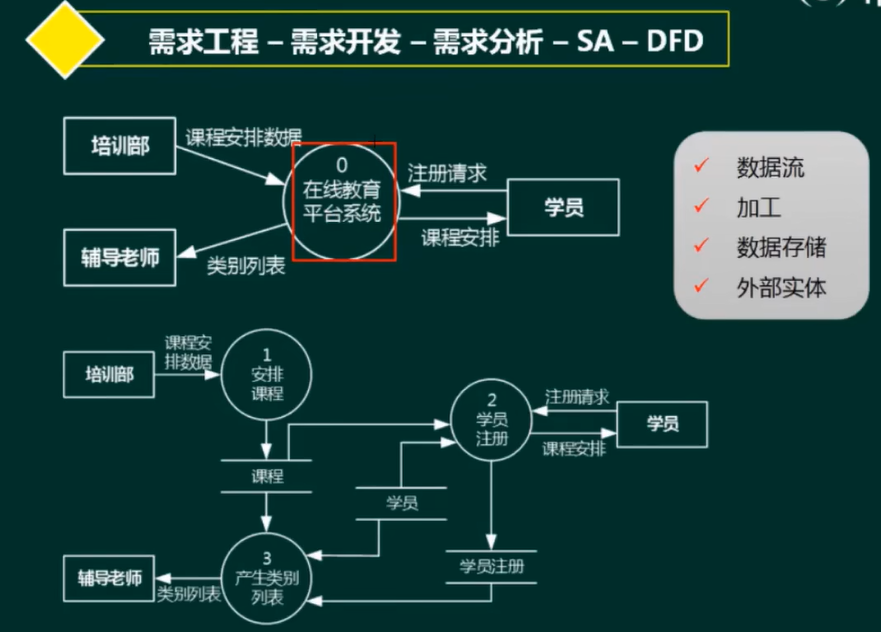 需求工程 – 需求开发 – 需求分析 – SA – DFD
培训部
课程安排数据
0
在线教育
平台系统
注册请求
学员
课程安排
辅导老师
类别列表
✓ 数据流
✓ 加工
✓ 数据存储
✓ 外部实体
培训部
课程安
排数据
1
安排
课程
2
学员
注册
注册请求
学员
课程安排
课程
学员
辅导老师
类别列表
3
产生类别
列表
学员注册